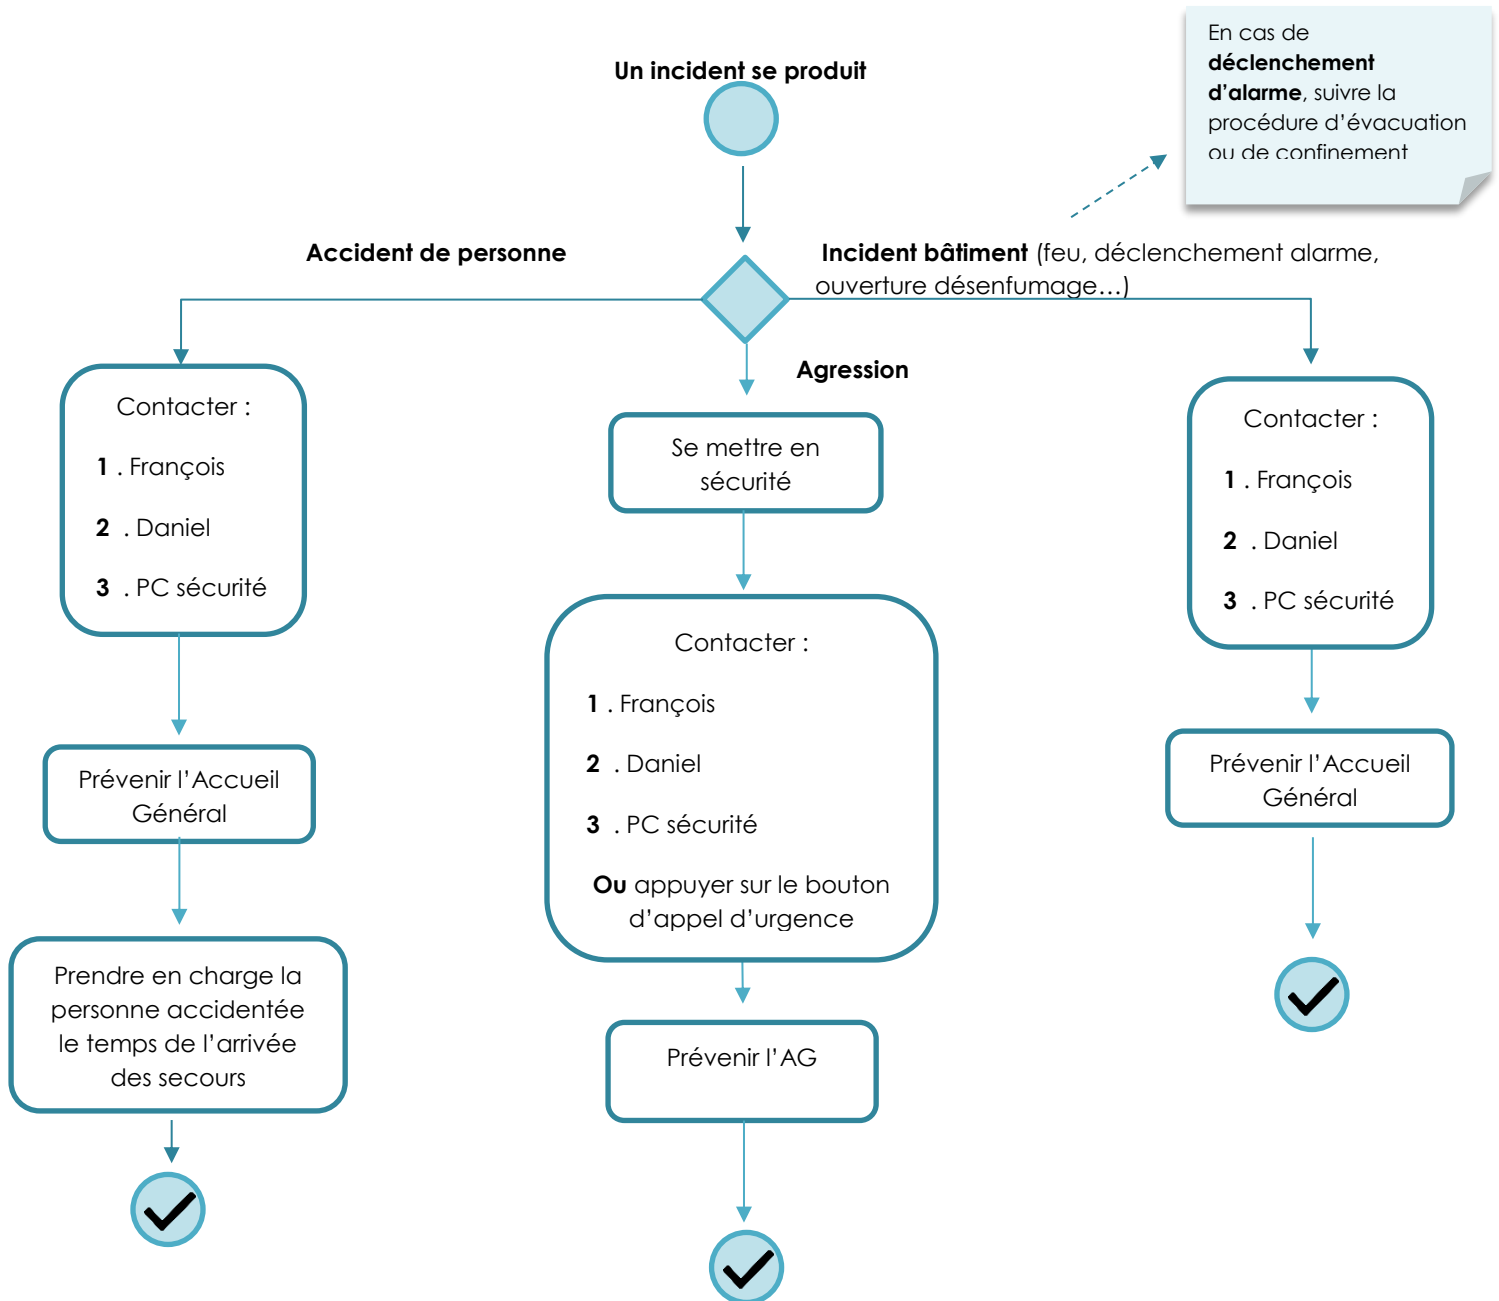 Un incident se produit
En cas de
déclenchement
d'alarme, suivre la
procédure d'évacuation
ou de confinement
Accident de personne
Incident bâtiment (feu, déclenchement alarme,
ouverture désenfumage…)
Agression
Contacter :
1 . François
2 . Daniel
3 . PC sécurité
Prévenir l'Accueil
Général
Prendre en charge la
personne accidentée
le temps de l'arrivée
des secours
Se mettre en
sécurité
Contacter :
1 . François
2 . Daniel
3 . PC sécurité
Ou appuyer sur le bouton
d'appel d'urgence
Prévenir l'AG
Contacter :
1 . François
2 . Daniel
3 . PC sécurité
Prévenir l'Accueil
Général